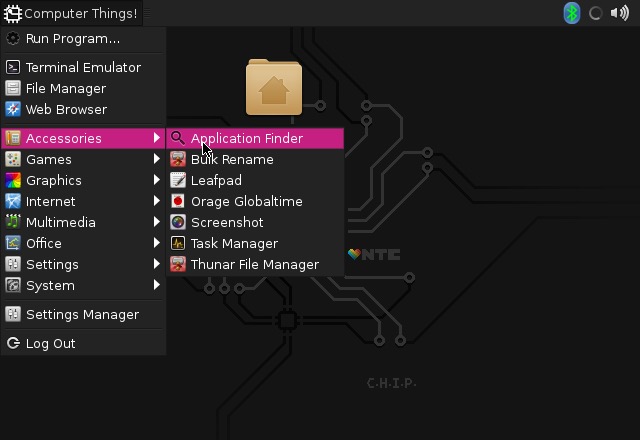 Computer Things!
Run Program...
Terminal Emulator
File Manager
Web Browser
Accessories
Games
Graphics
Internet
Multimedia
Office
Settings
System
Settings Manager
Log Out
Application Finder
Bulk Rename
Leafpad
Orage Globaltime
Screenshot
Task Manager
Thunar File Manager
NTC
C.H.I.P.